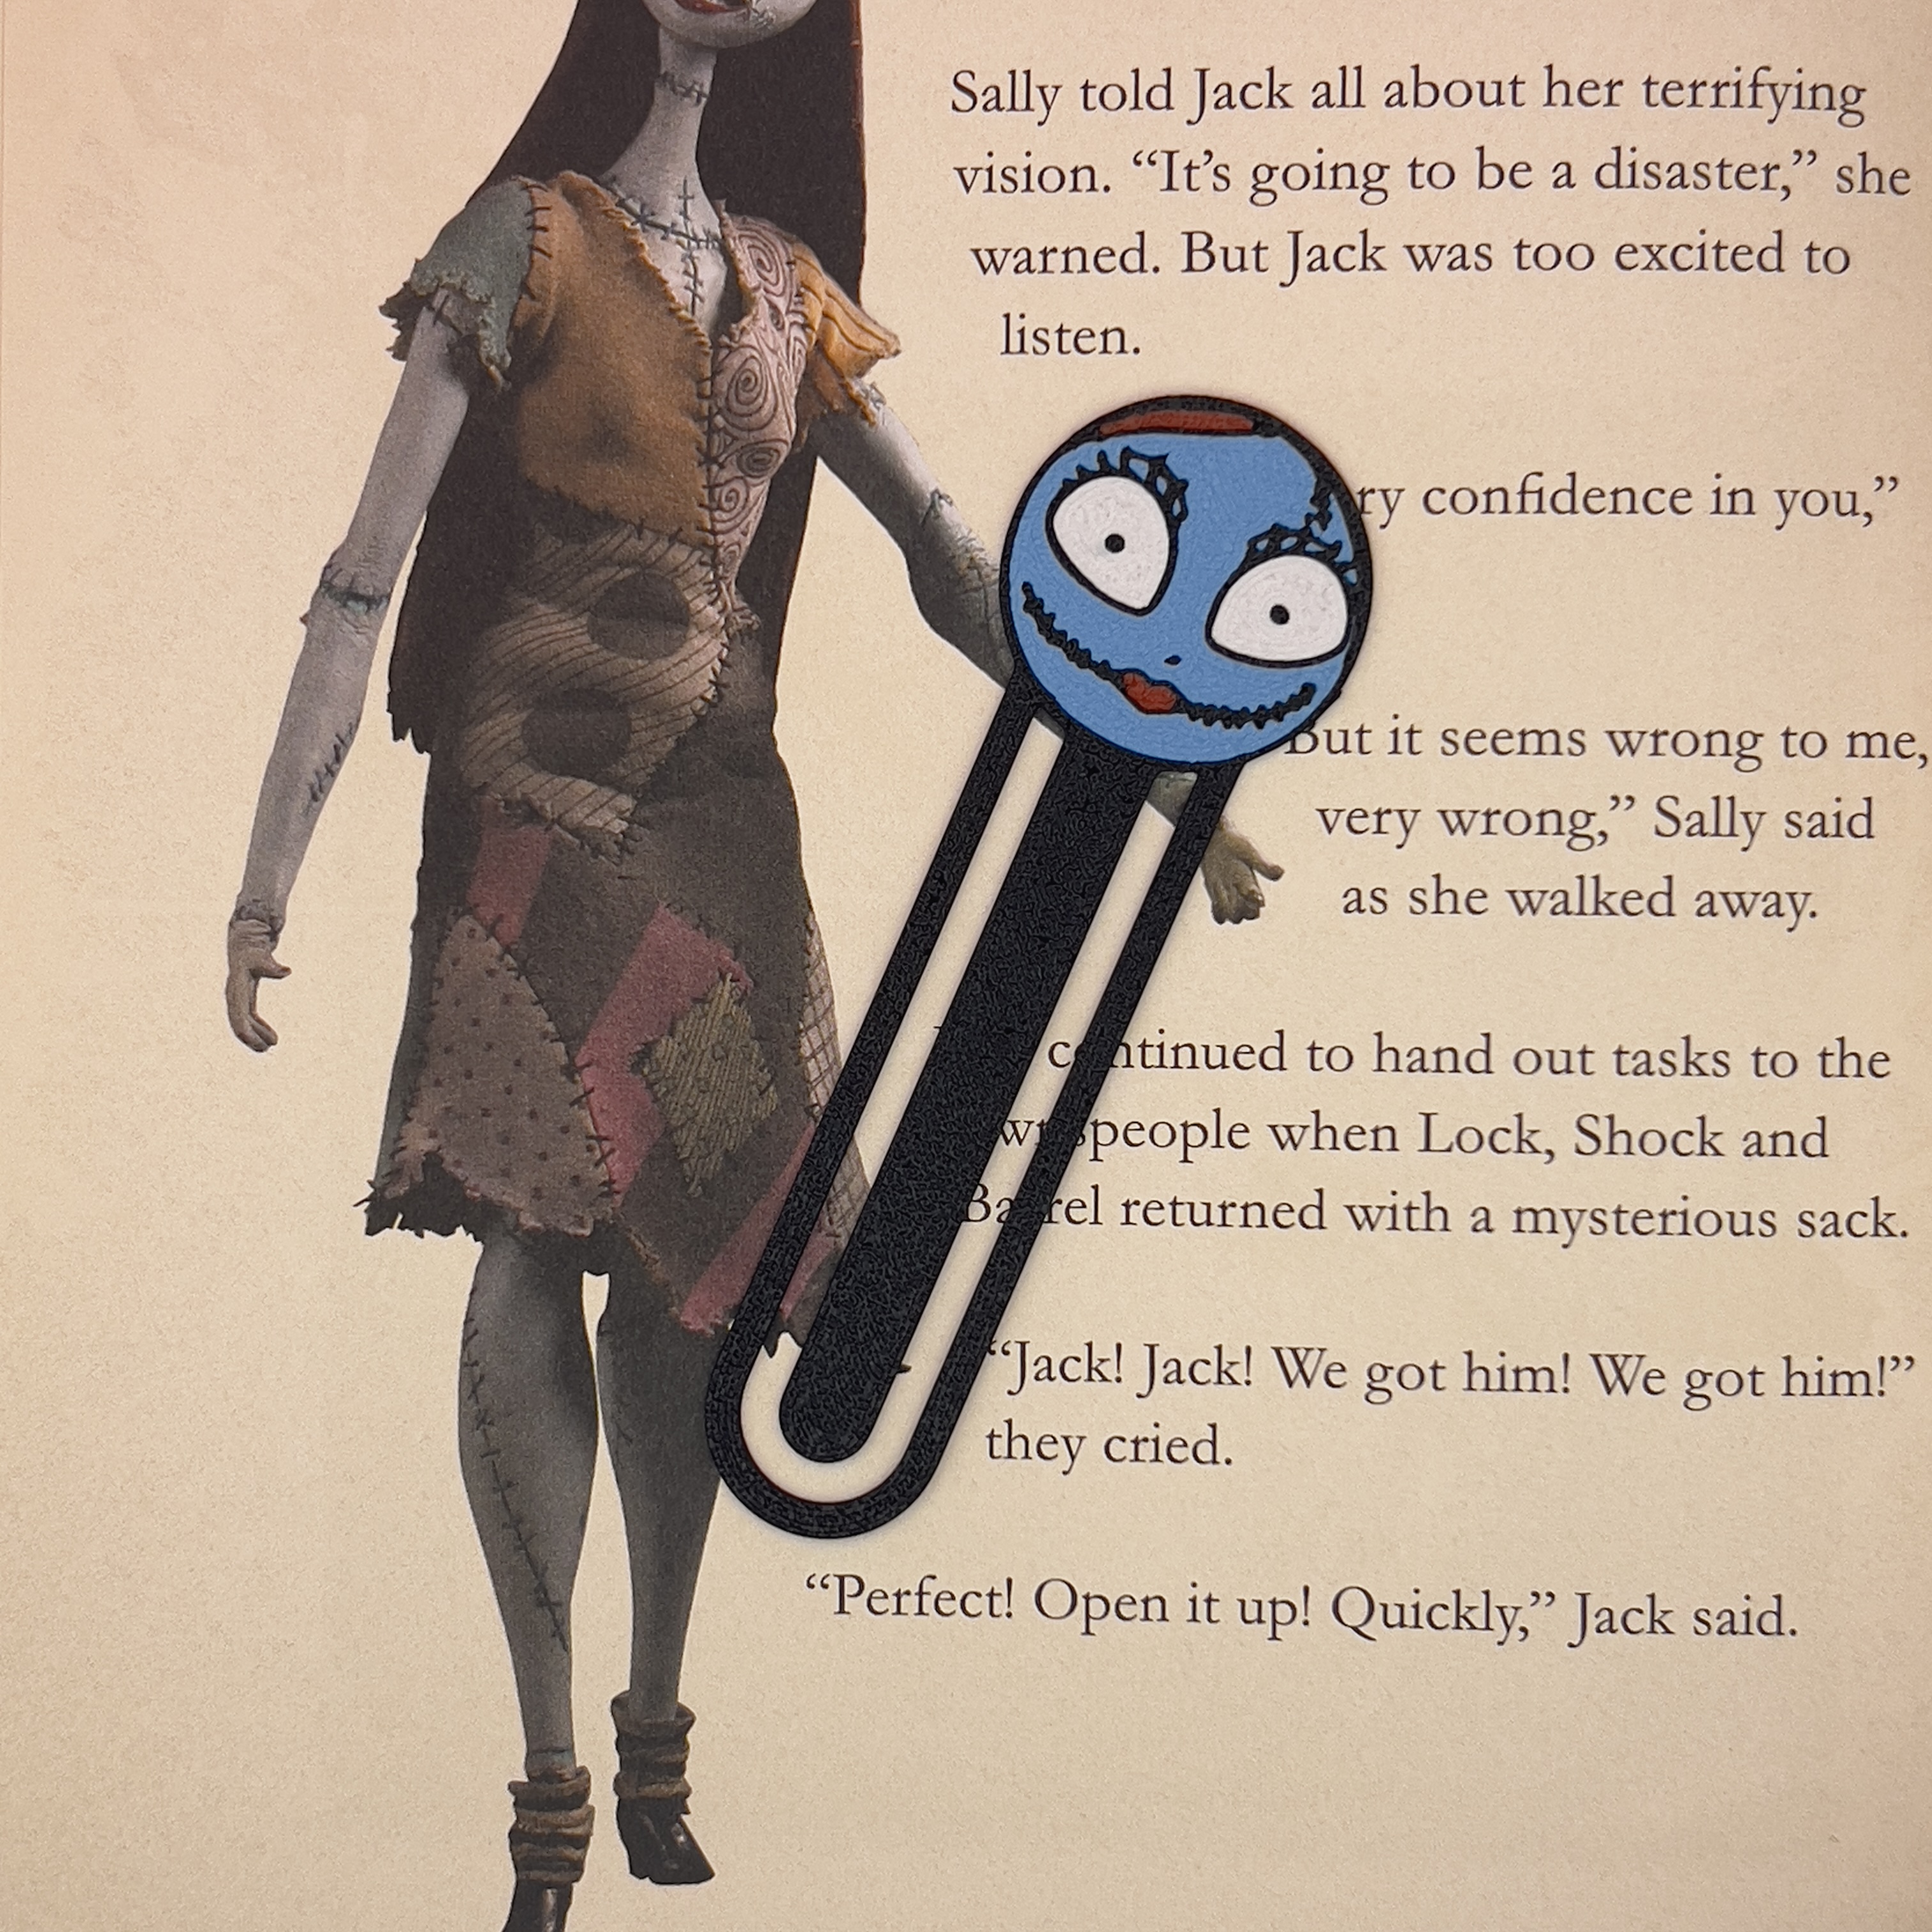 Sally told Jack all about her terrifying
vision. “It’s going to be a disaster,” she
warned. But Jack was too excited to
listen.
confidence in you,”
But it seems wrong to me,
very wrong,” Sally said
as she walked away.
continued to hand out tasks to the
people when Lock, Shock and
Barrel returned with a mysterious sack.
“Jack! Jack! We got him! We got him!”
they cried.
“Perfect! Open it up! Quickly,” Jack said.